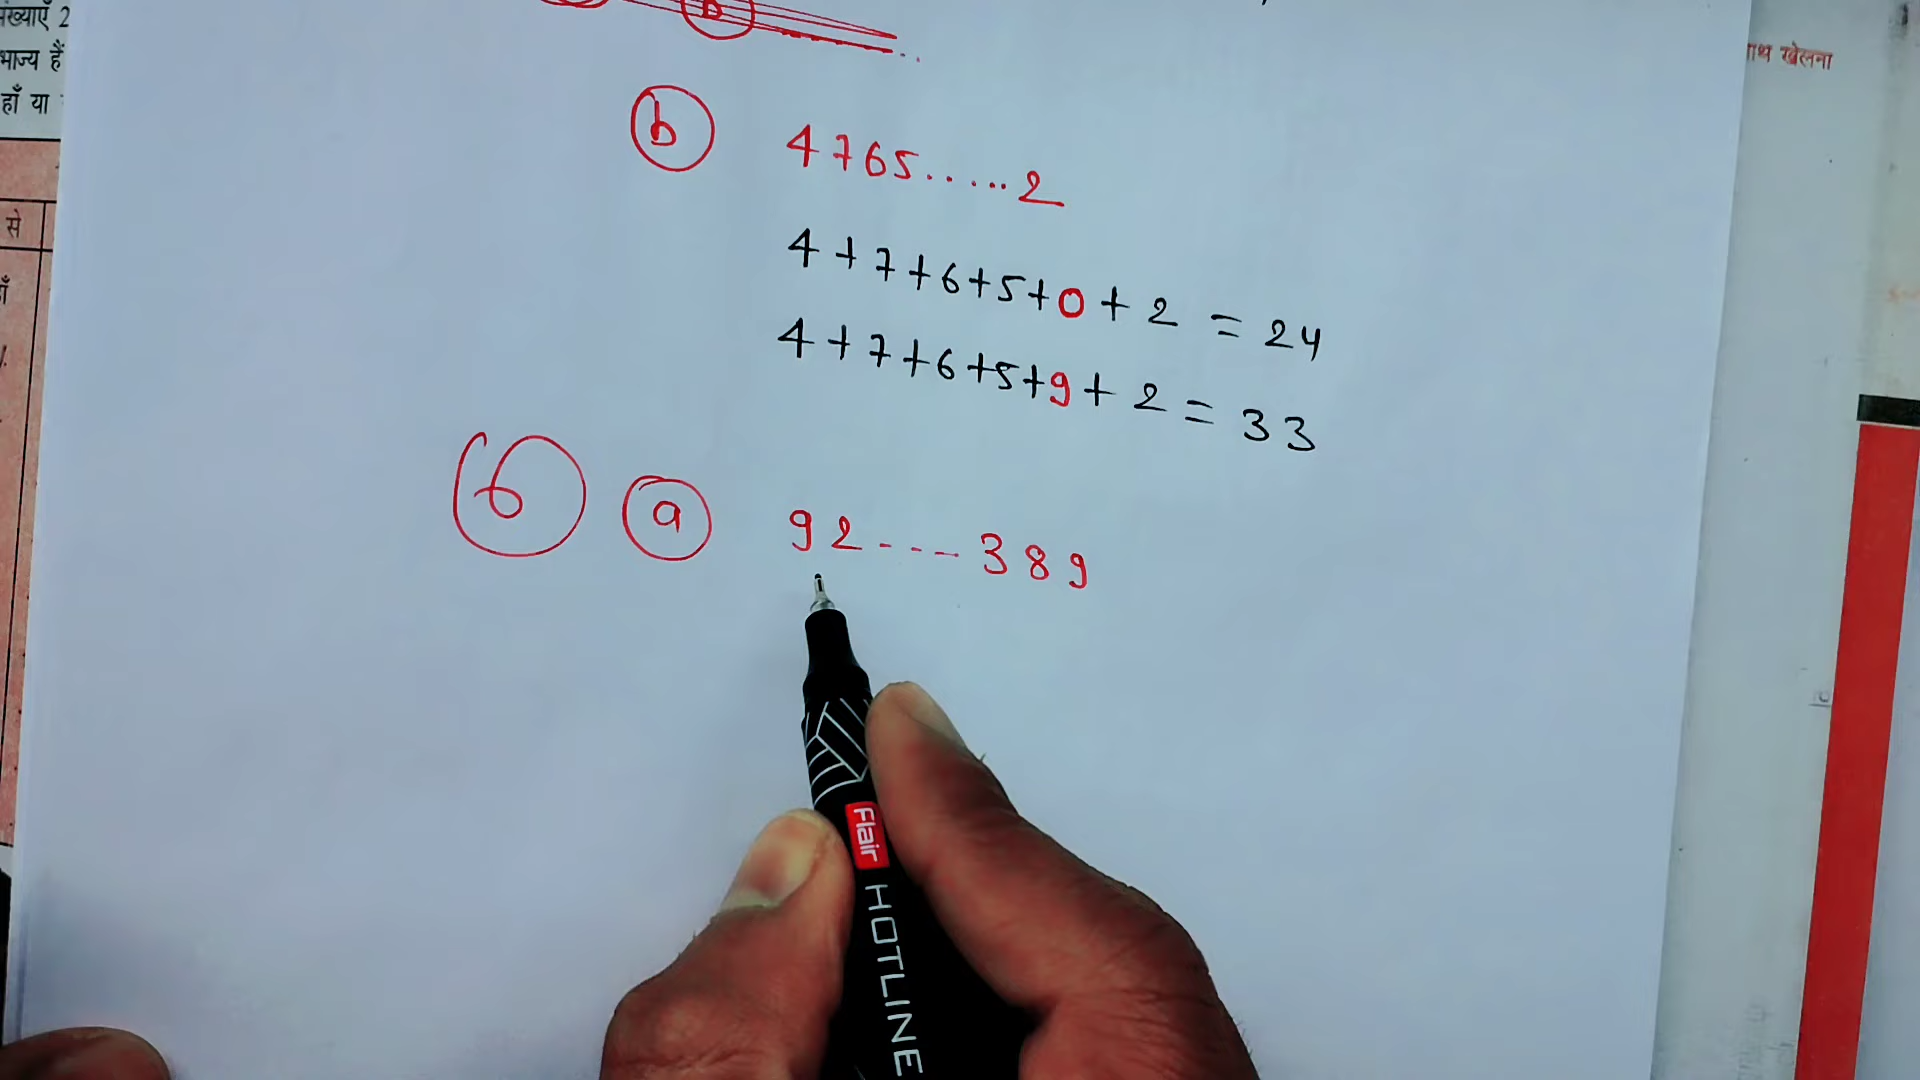 2
भाज्य हैं
हाँ या
से
ाथ खेलना
b 4765.....2
4+7+6+5+0+2 = 24
4+7+6+5+9+2 = 33
6 a 92---389
Flair HOTLINE